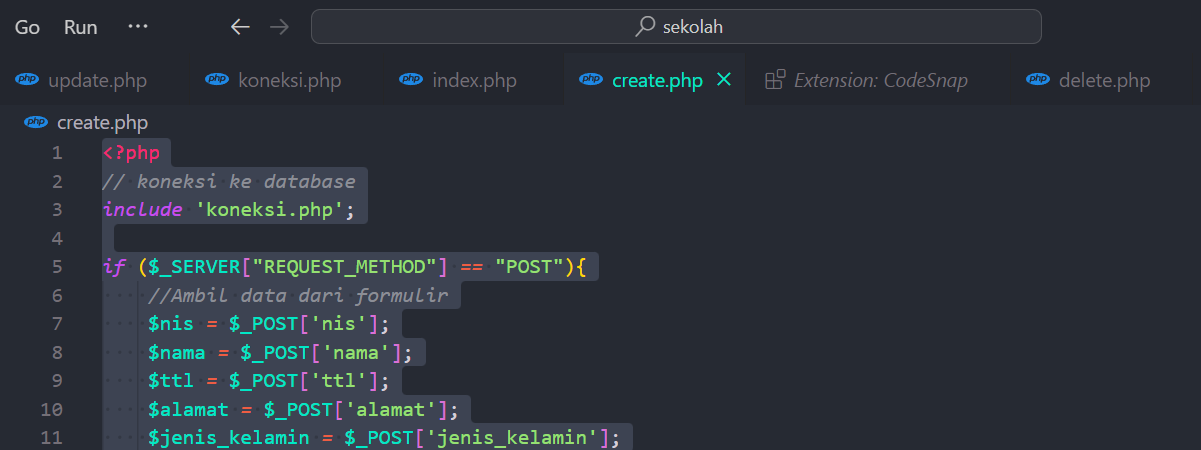 Go Run ···
sekolah
php update.php php koneksi.php php index.php php create.php Extension: CodeSnap php delete.php
php create.php
1 <?php
2 // koneksi ke database
3 include 'koneksi.php';
4
5 if ($_SERVER["REQUEST_METHOD"] == "POST"){
6 //Ambil data dari formulir
7 $nis = $_POST['nis'];
8 $nama = $_POST['nama'];
9 $ttl = $_POST['ttl'];
10 $alamat = $_POST['alamat'];
11 $jenis_kelamin = $_POST['jenis_kelamin'];